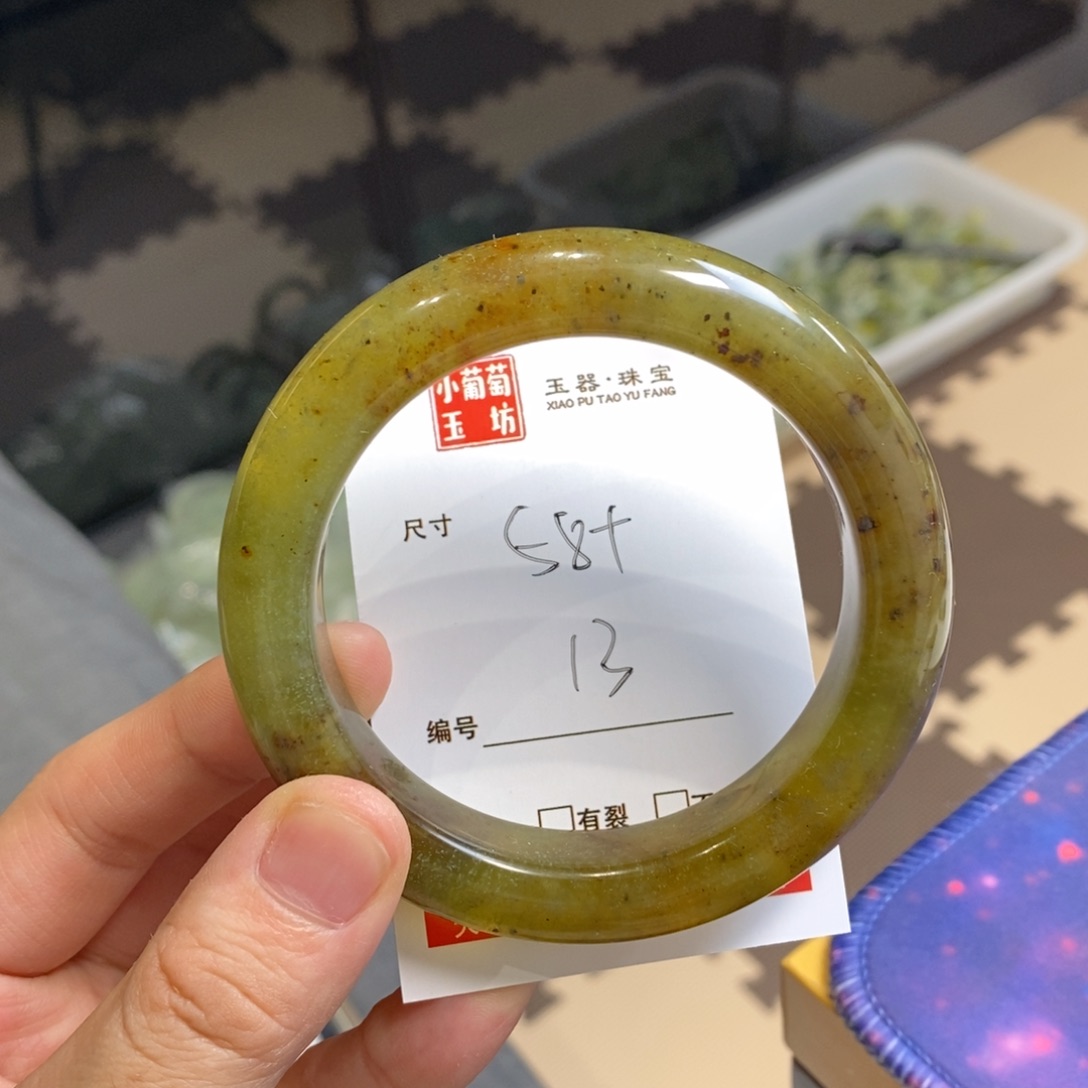 小葡萄
玉坊
玉器·珠宝
XIAO PU TAO YU FANG
尺寸 58+
13
编号
有裂